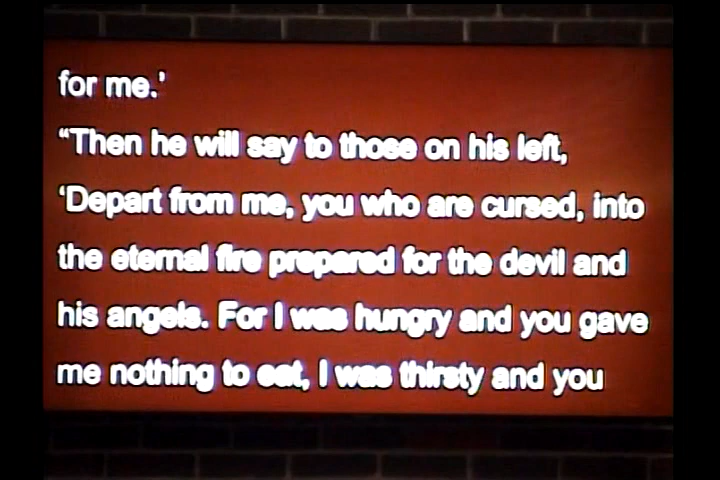 for me.'
“Then he will say to those on his left,
‘Depart from me, you who are cursed, into
the eternal fire prepared for the devil and
his angels. For I was hungry and you gave
me nothing to eat, I was thirsty and you